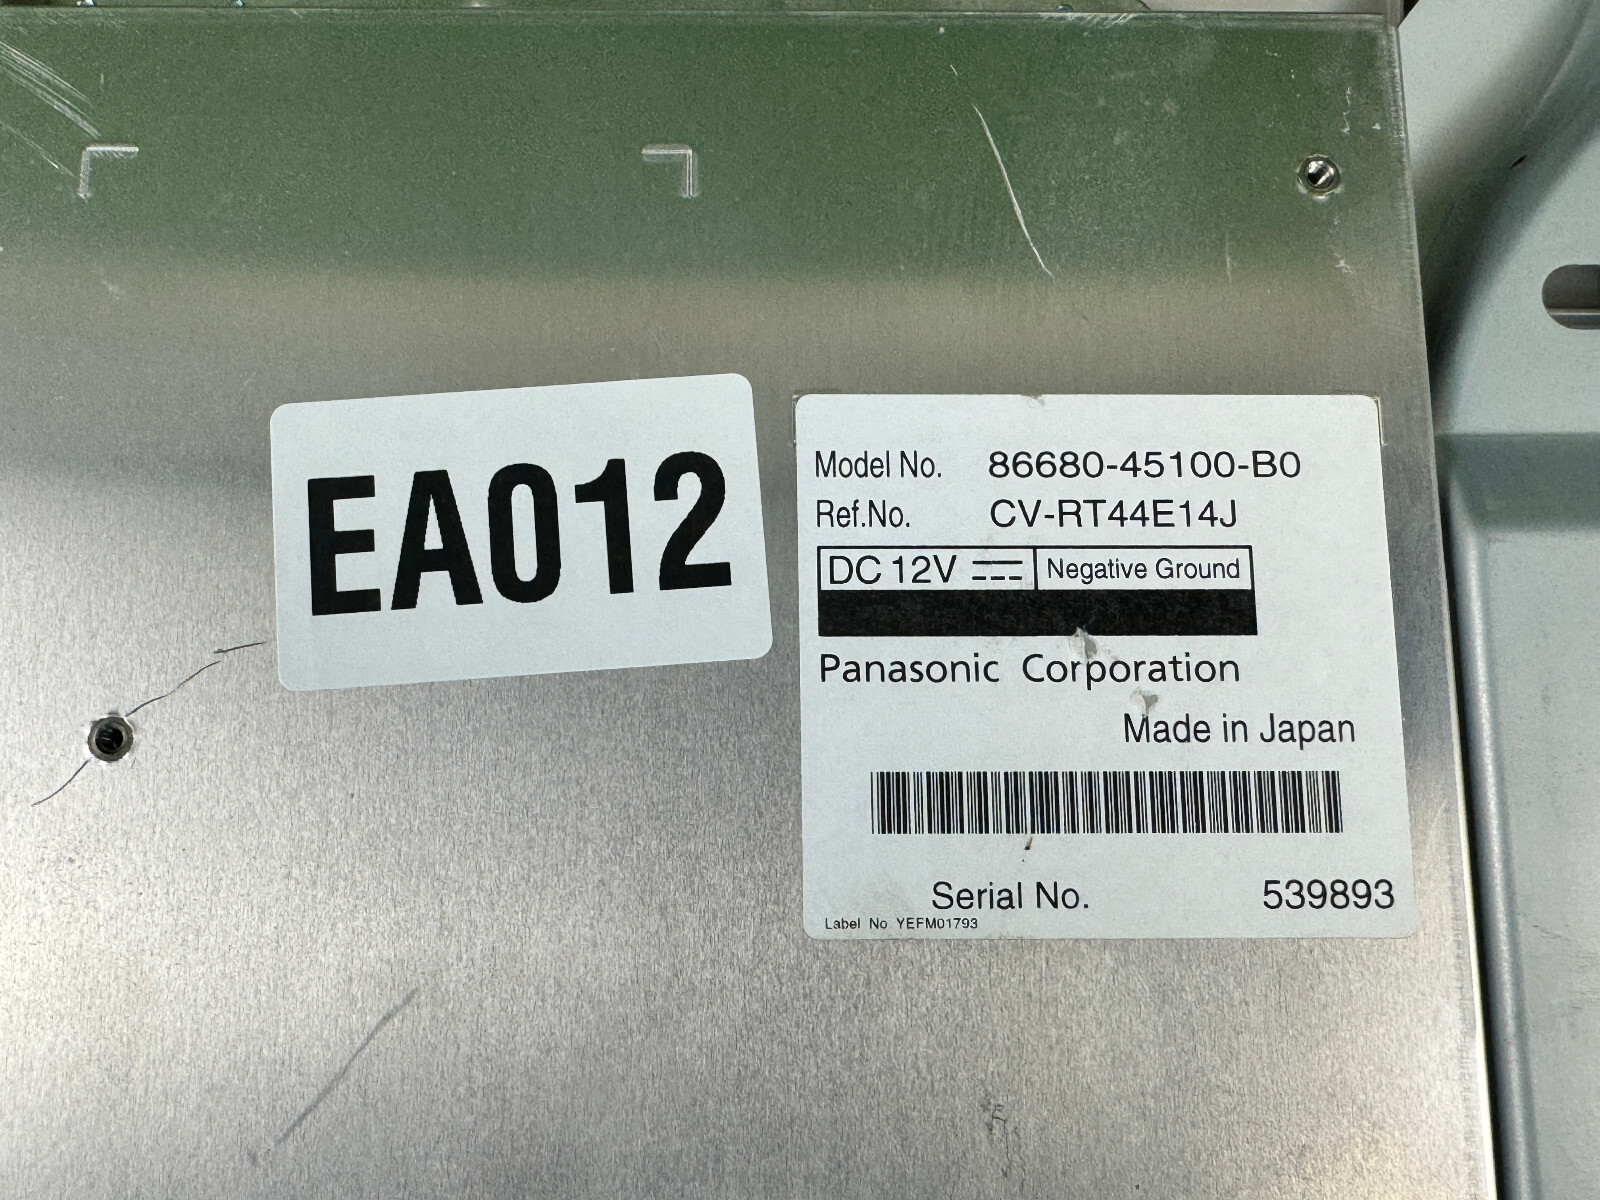 EA012
Model No. 86680-45100-B0
Ref.No. CV-RT44E14J
DC 12V Negative Ground
Panasonic Corporation
Made in Japan
Serial No. 539893
Label No YEFM01793